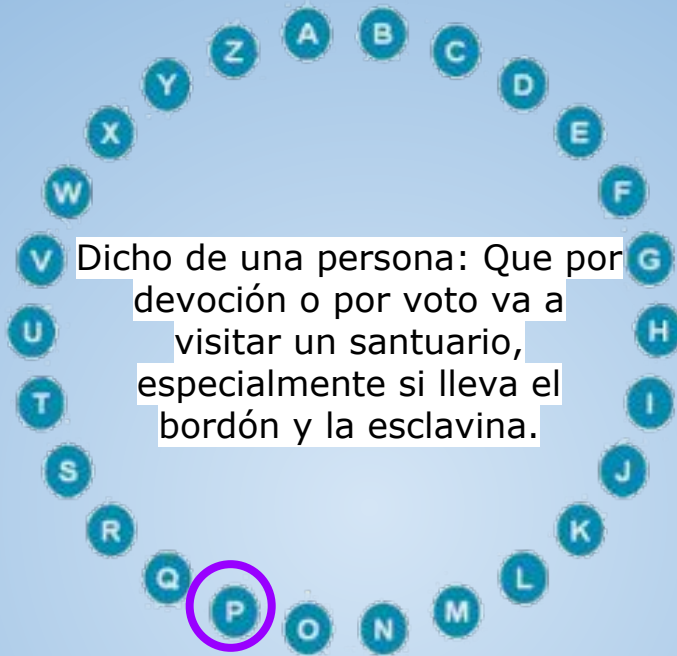 A
B
C
D
E
F
G
H
I
J
K
L
M
N
O
P
Q
R
S
T
U
V
W
X
Y
Z
Dicho de una persona: Que por
devoción o por voto va a
visitar un santuario,
especialmente si lleva el
bordón y la esclavina.